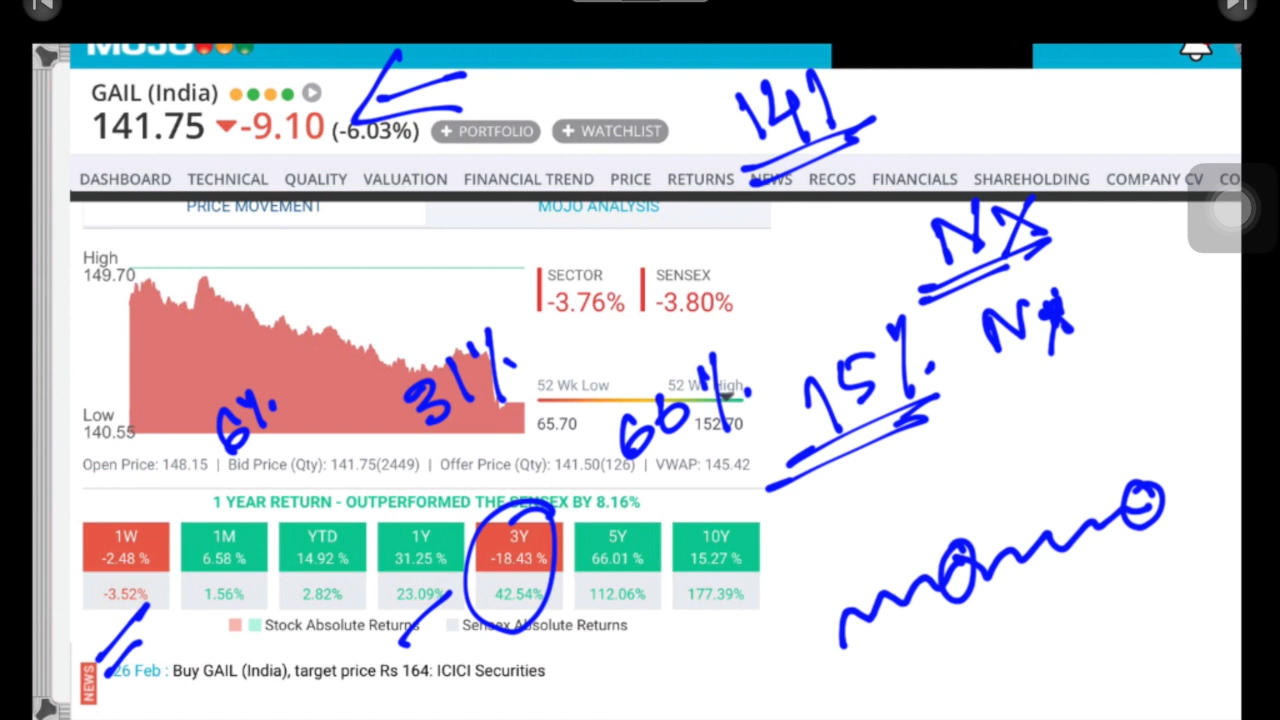 MOJO
GAIL (India)
141.75 -9.10 (-6.03%) + PORTFOLIO + WATCHLIST
141
DASHBOARD TECHNICAL QUALITY VALUATION FINANCIAL TREND PRICE RETURNS NEWS RECOS FINANCIALS SHAREHOLDING COMPANY CV CO
PRICE MOVEMENT MOJO ANALYSIS
NX
NX
High
149.70
SECTOR SENSEX
-3.76% -3.80%
52 Wk Low 52 Wk High
65.70 152.70
Low
140.55
6% 31% 66% 15%
Open Price: 148.15 | Bid Price (Qty): 141.75(2449) | Offer Price (Qty): 141.50(126) | VWAP: 145.42
1 YEAR RETURN - OUTPERFORMED THE SENSEX BY 8.16%
1W 1M YTD 1Y 3Y 5Y 10Y
-2.48 % 6.58 % 14.92 % 31.25 % -18.43 % 66.01 % 15.27 %
-3.52% 1.56% 2.82% 23.09% 42.54% 112.06% 177.39%
Stock Absolute Returns Sensex Absolute Returns
NEWS
26 Feb : Buy GAIL (India), target price Rs 164: ICICI Securities